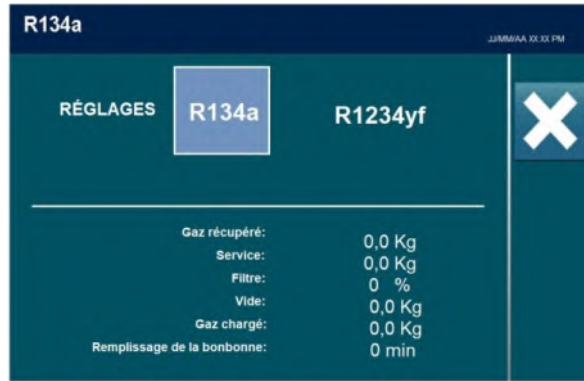 R134a
JJ/MM/AA XX:XX PM
RÉGLAGES R134a R1234yf
Gaz récupéré: 0,0 Kg
Service: 0,0 Kg
Filtre: 0 %
Vide: 0,0 Kg
Gaz chargé: 0,0 Kg
Remplissage de la bonbonne: 0 min